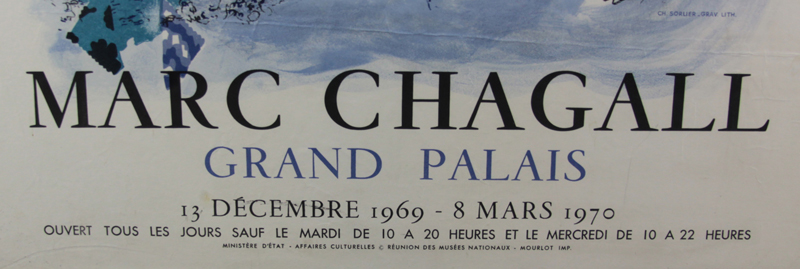 CH. SORLIER. GRAV. LITH.
MARC CHAGALL
GRAND PALAIS
13 DÉCEMBRE 1969 - 8 MARS 1970
OUVERT TOUS LES JOURS SAUF LE MARDI DE 10 A 20 HEURES ET LE MERCREDI DE 10 A 22 HEURES
MINISTÈRE D'ÉTAT - AFFAIRES CULTURELLES © RÉUNION DES MUSÉES NATIONAUX - MOURLOT IMP.